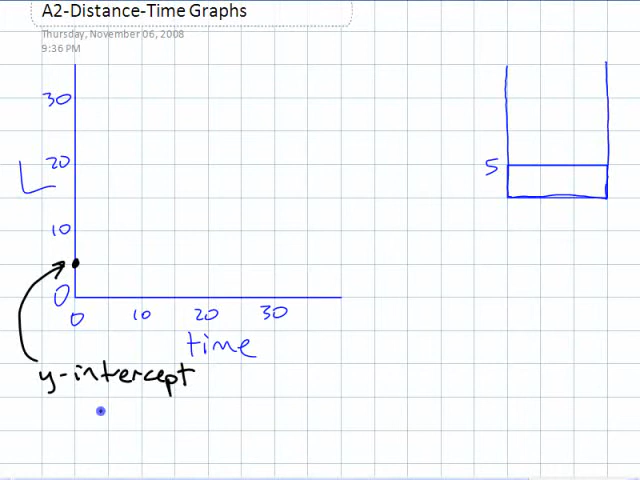 A2-Distance-Time Graphs
Thursday, November 06, 2008
9:36 PM
30
20
L
10
0
0 10 20 30
time
y-intercept
5